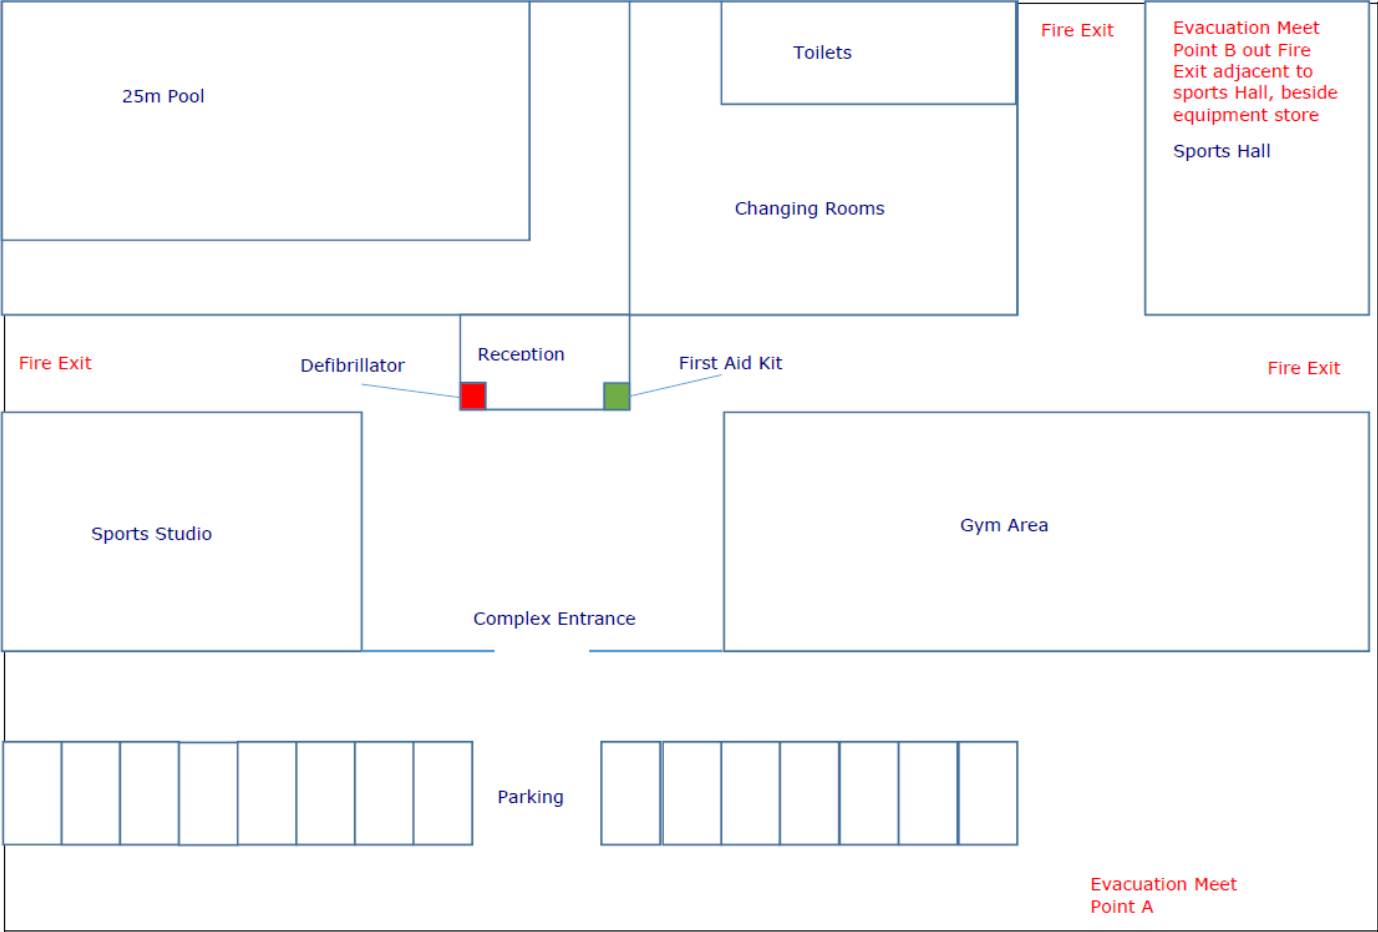 Toilets
Fire Exit
Evacuation Meet
Point B out Fire
Exit adjacent to
sports Hall, beside
equipment store
25m Pool
Sports Hall
Changing Rooms
Fire Exit
Defibrillator
Reception
First Aid Kit
Fire Exit
Sports Studio
Gym Area
Complex Entrance
Parking
Evacuation Meet
Point A